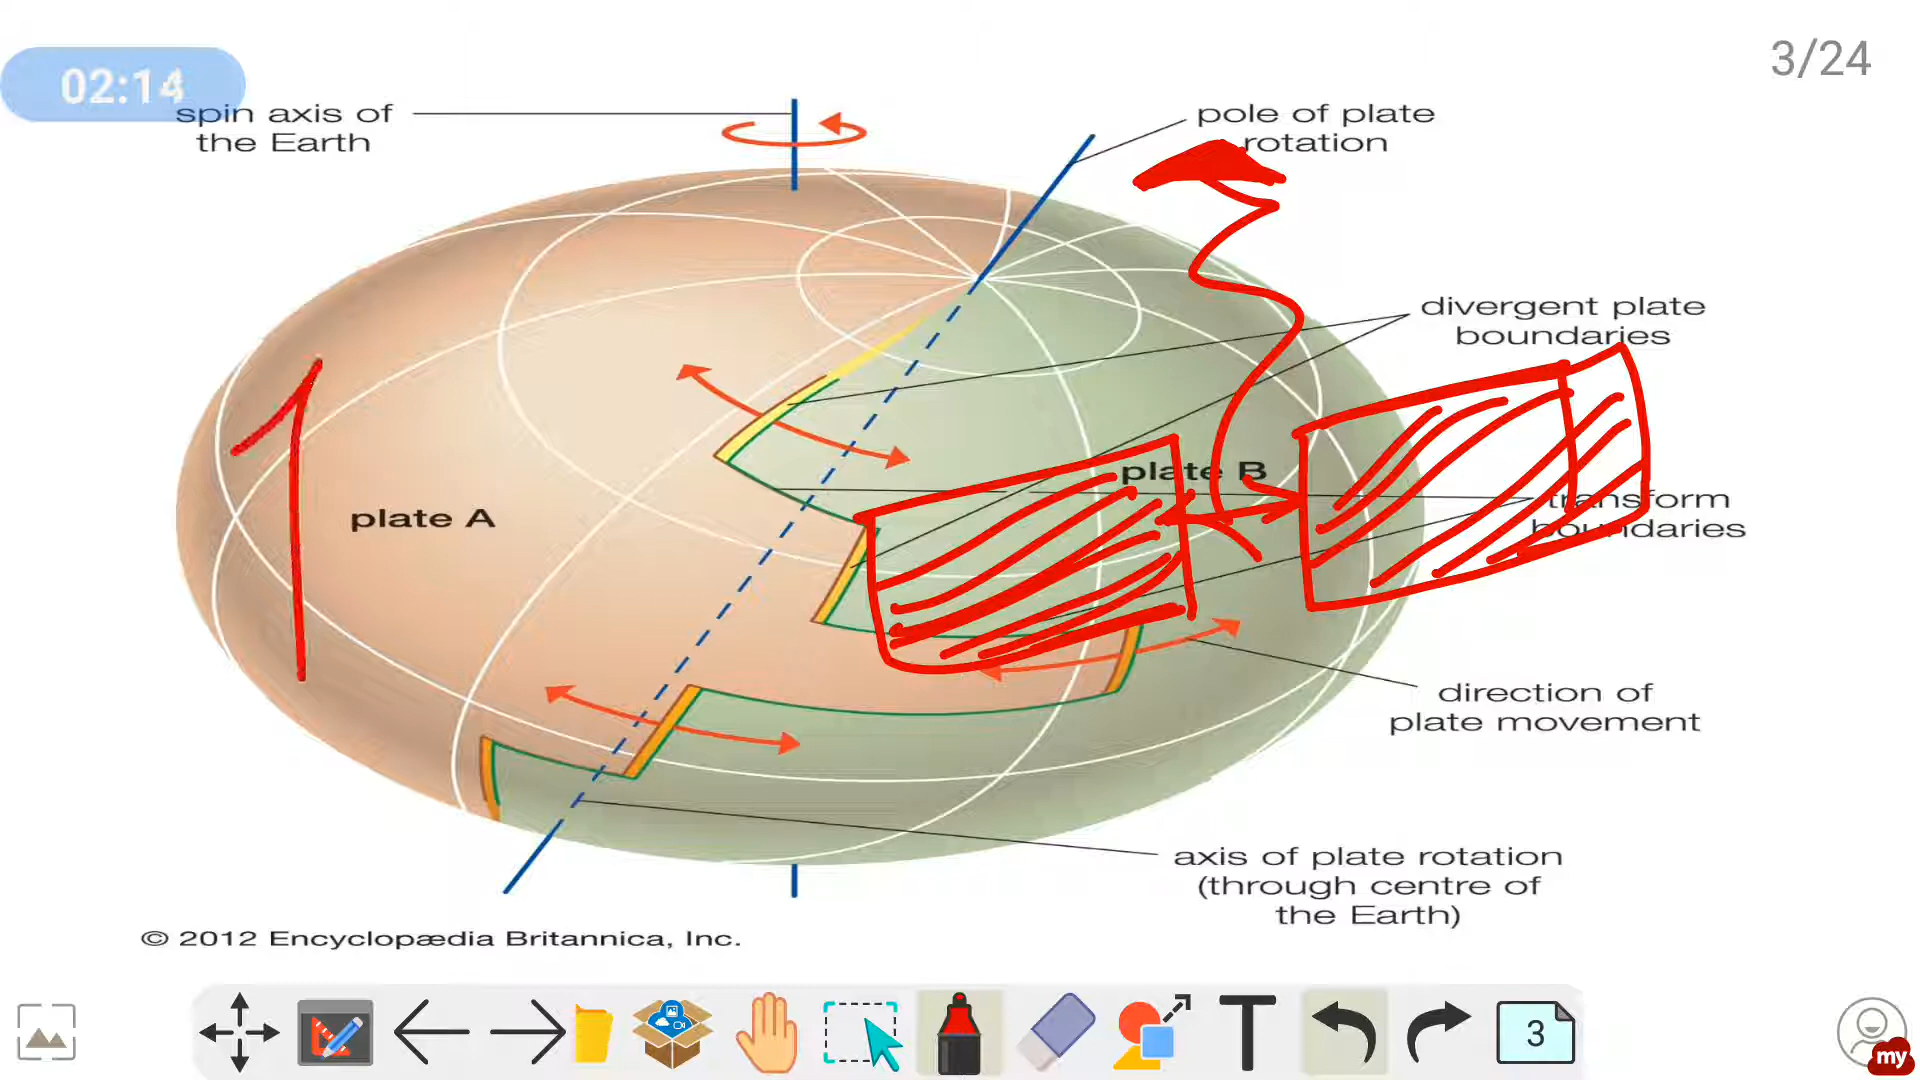 02:14
3/24
spin axis of
the Earth
pole of plate
rotation
divergent plate
boundaries
1
plate A
plate B
transform
boundaries
direction of
plate movement
axis of plate rotation
(through centre of
the Earth)
© 2012 Encyclopædia Britannica, Inc.
T
3
my